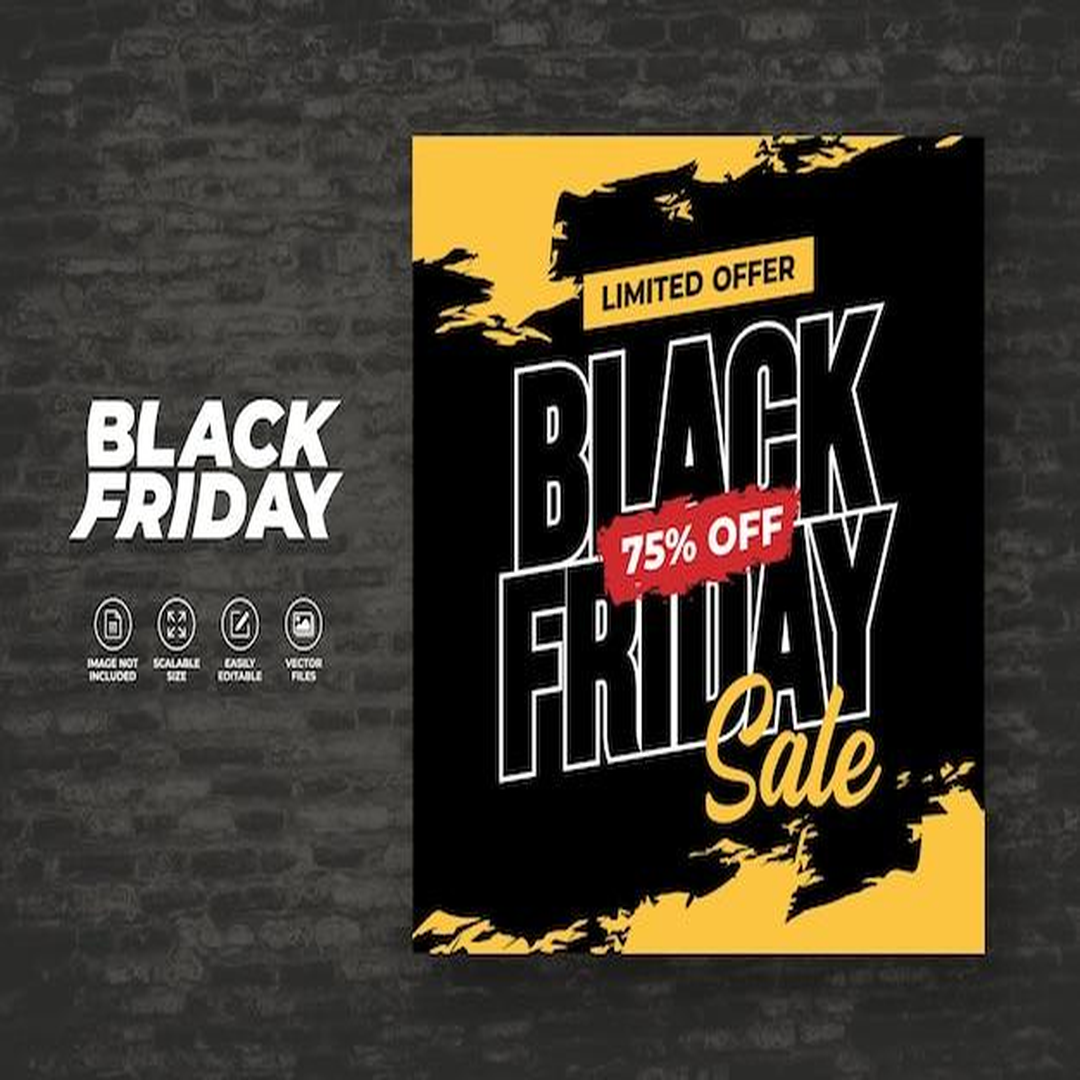 BLACK
FRIDAY
IMAGE NOT
INCLUDED
SCALABLE
SIZE
EASILY
EDITABLE
VECTOR
FILES
LIMITED OFFER
BLACK
75% OFF
FRIDAY
Sale